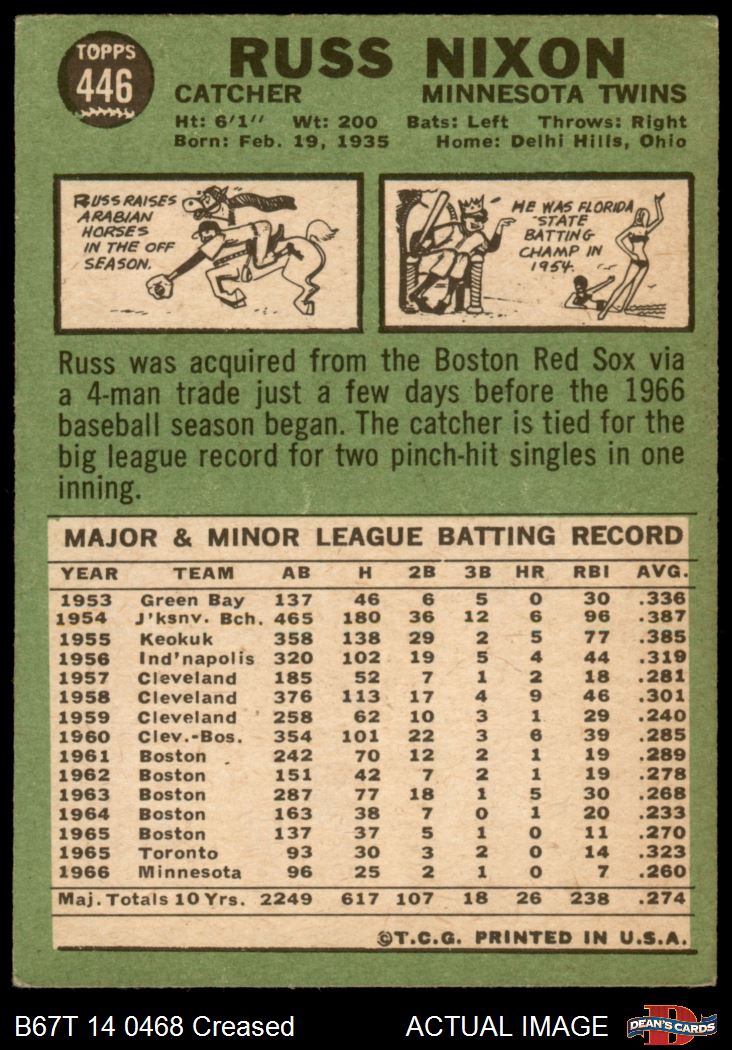 TOPPS
446
RUSS NIXON
CATCHER MINNESOTA TWINS
Ht: 6'1" Wt: 200 Bats: Left Throws: Right
Born: Feb. 19, 1935 Home: Delhi Hills, Ohio
RUSS RAISES
ARABIAN
HORSES
IN THE OFF
SEASON.
HE WAS FLORIDA
STATE
BATTING
CHAMP IN
1954.
Russ was acquired from the Boston Red Sox via
a 4-man trade just a few days before the 1966
baseball season began. The catcher is tied for the
big league record for two pinch-hit singles in one
inning.
MAJOR & MINOR LEAGUE BATTING RECORD
YEAR TEAM AB H 2B 3B HR RBI AVG.
1953 Green Bay 137 46 6 5 0 30 .336
1954 J'ksnv. Bch. 465 180 36 12 6 96 .387
1955 Keokuk 358 138 29 2 5 77 .385
1956 Ind'napolis 320 102 19 5 4 44 .319
1957 Cleveland 185 52 7 1 2 18 .281
1958 Cleveland 376 113 17 4 9 46 .301
1959 Cleveland 258 62 10 3 1 29 .240
1960 Clev.-Bos. 354 101 22 3 6 39 .285
1961 Boston 242 70 12 2 1 19 .289
1962 Boston 151 42 7 2 1 19 .278
1963 Boston 287 77 18 1 5 30 .268
1964 Boston 163 38 7 0 1 20 .233
1965 Boston 137 37 5 1 0 11 .270
1965 Toronto 93 30 3 2 0 14 .323
1966 Minnesota 96 25 2 1 0 7 .260
Maj. Totals 10 Yrs. 2249 617 107 18 26 238 .274
©T.C.G. PRINTED IN U.S.A.
B67T 14 0468 Creased ACTUAL IMAGE
D
DEAN'S CARDS